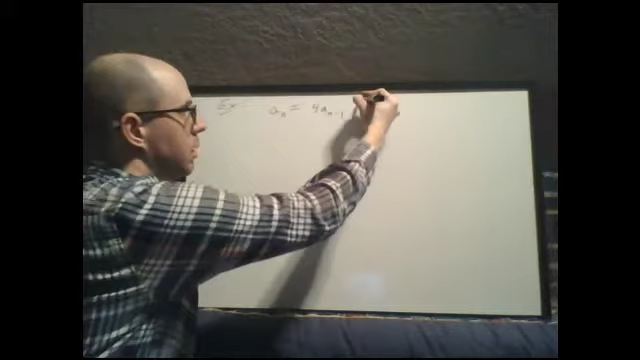 Ex aₙ = 4aₙ₋₁